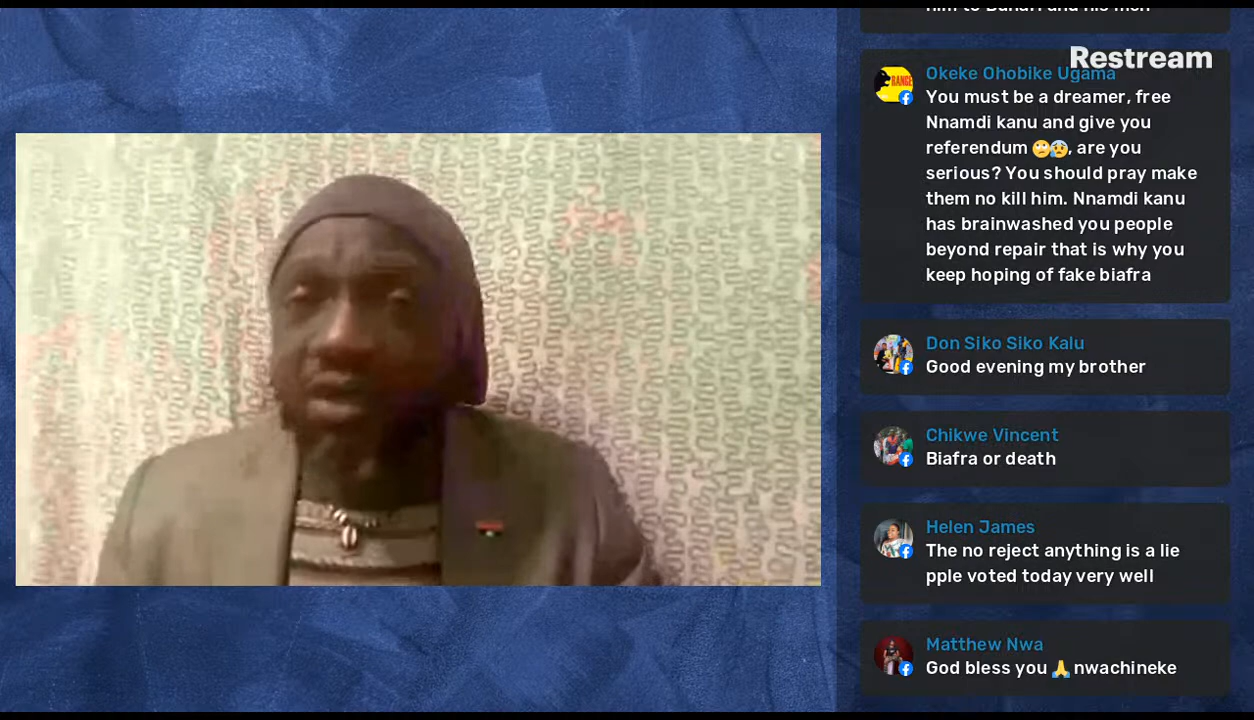 Restream
Okeke Ohobike Ugama
You must be a dreamer, free
Nnamdi kanu and give you
referendum 🙄😰, are you
serious? You should pray make
them no kill him. Nnamdi kanu
has brainwashed you people
beyond repair that is why you
keep hoping of fake biafra
Don Siko Siko Kalu
Good evening my brother
Chikwe Vincent
Biafra or death
Helen James
The no reject anything is a lie
pple voted today very well
Matthew Nwa
God bless you 🙏 nwachineke